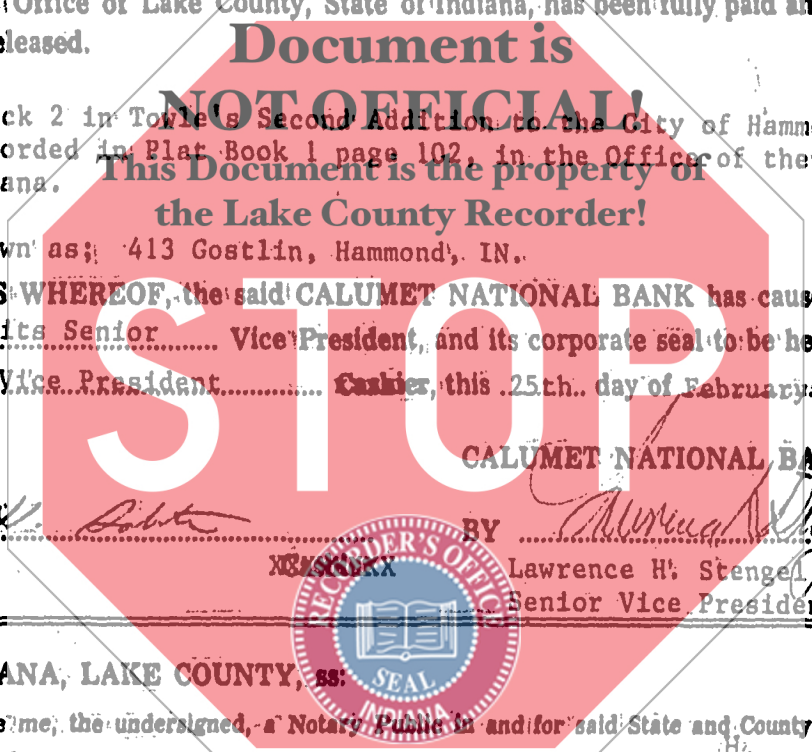 Office of Lake County, State of Indiana, has been fully paid an
eleased.
Document is
NOT OFFICIAL!
ck 2 in Towle's Second Addition to the City of Hamm
orded in Plat Book 1 page 102, in the Office of the
This Document is the property of
ana.
the Lake County Recorder!
wn as; 413 Gostlin, Hammond, IN.
S WHEREOF, the said CALUMET NATIONAL BANK has caus
its Senior Vice President, and its corporate seal to be he
Vice President Cashier, this 25th. day of February
STOP
CALUMET NATIONAL BA
BY
Lawrence H. Stengel
Senior Vice Preside
RECORDER'S OFFICE
SEAL
INDIANA
ANA, LAKE COUNTY, ss:
me, the undersigned, a Notary Public in and for said State and County